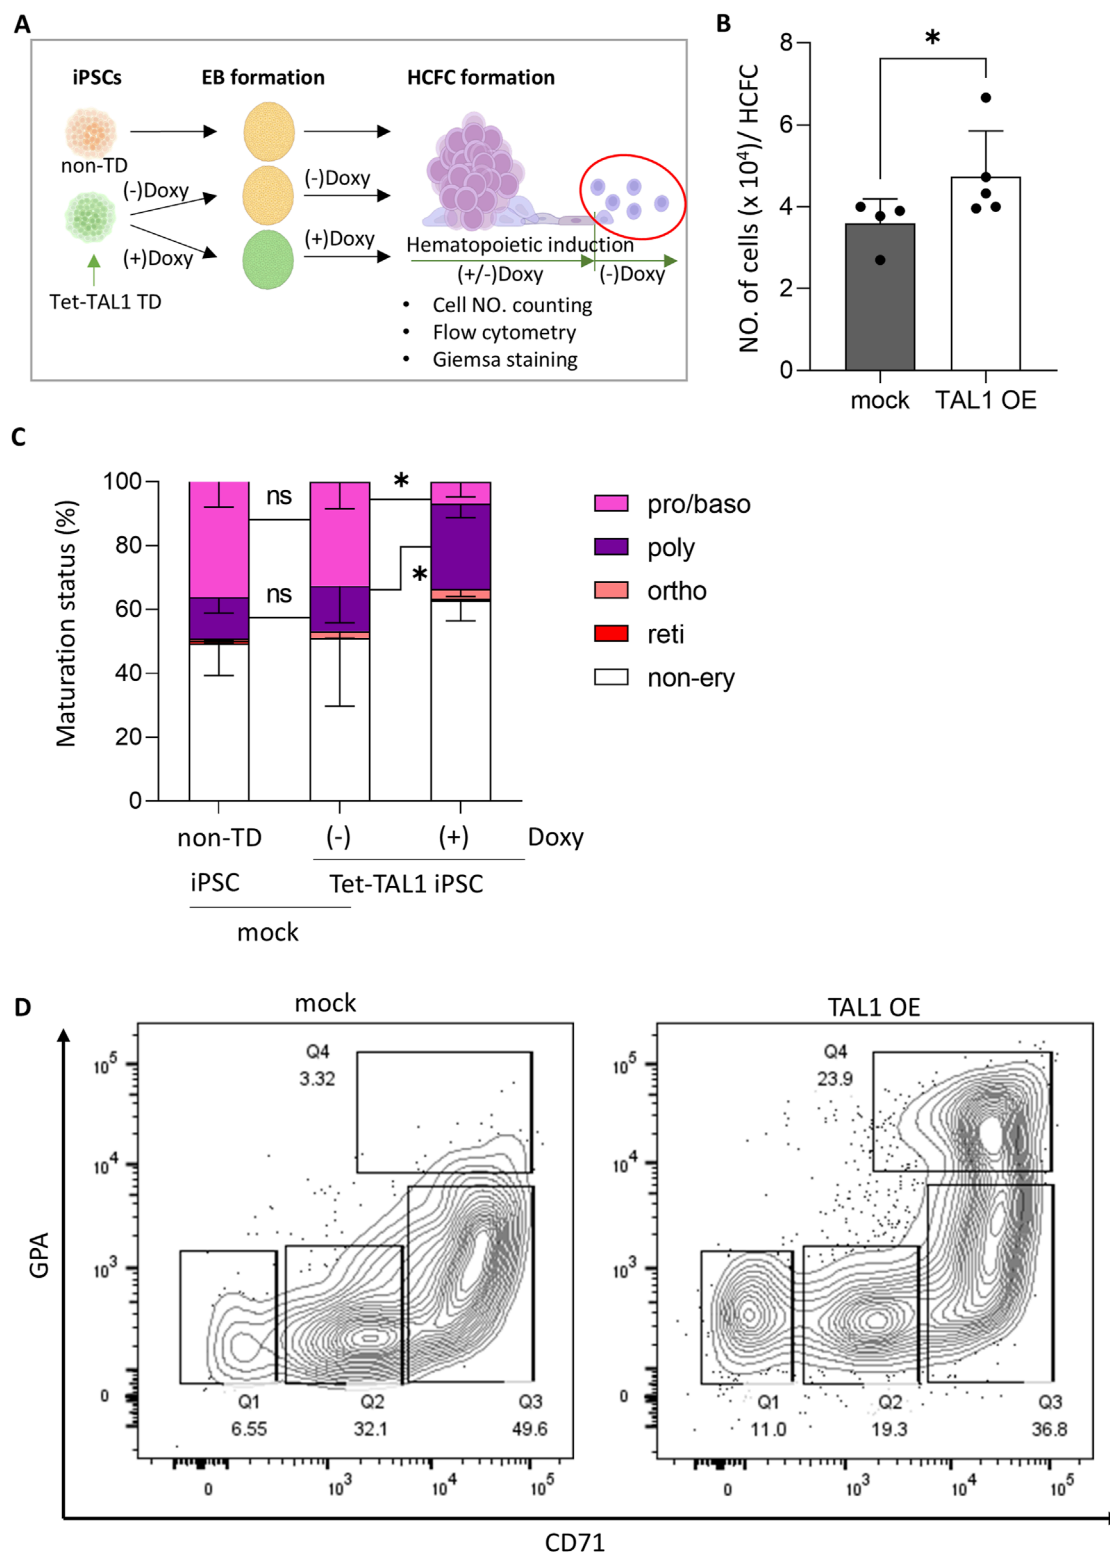 A
iPSCs EB formation HCFC formation
non-TD
(-)Doxy (-)Doxy
(+)Doxy (+)Doxy
Tet-TAL1 TD
Hematopoietic induction
(+/-)Doxy (-)Doxy
• Cell NO. counting
• Flow cytometry
• Giemsa staining
B
NO. of cells (x 10⁴)/ HCFC
8
6
4
2
0
*
mock TAL1 OE
C
Maturation status (%)
100
80
60
40
20
0
ns *
ns *
pro/baso
poly
ortho
reti
non-ery
non-TD (-) (+) Doxy
iPSC Tet-TAL1 iPSC
mock
D
mock TAL1 OE
GPA
10⁵
10⁴
10³
0
Q4
3.32
Q1 Q2 Q3
6.55 32.1 49.6
0 10³ 10⁴ 10⁵
10⁵
10⁴
10³
0
Q4
23.9
Q1 Q2 Q3
11.0 19.3 36.8
0 10³ 10⁴ 10⁵
CD71